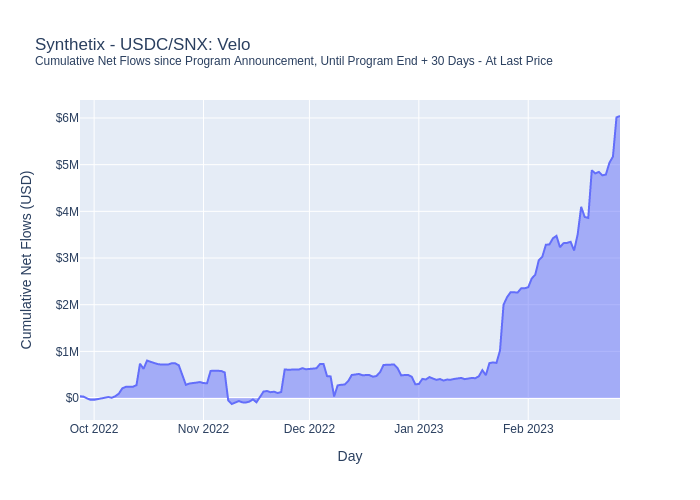 Synthetix - USDC/SNX: Velo
Cumulative Net Flows since Program Announcement, Until Program End + 30 Days - At Last Price
Cumulative Net Flows (USD)
$6M
$5M
$4M
$3M
$2M
$1M
$0
Oct 2022
Nov 2022
Dec 2022
Jan 2023
Feb 2023
Day